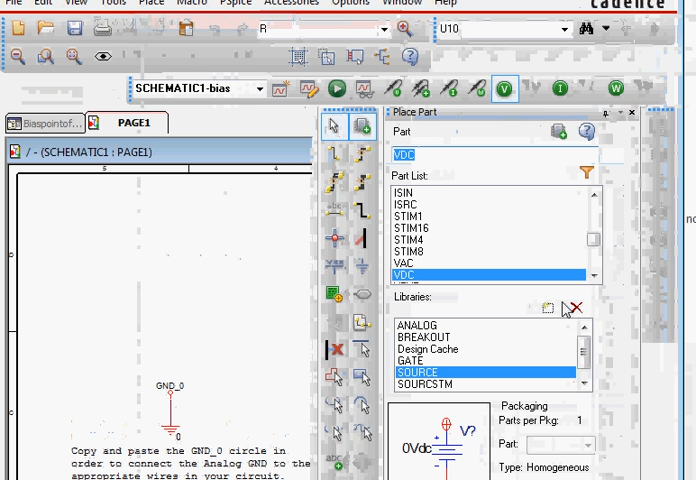 File Edit View Tools Place Macro PSpice Accessories Options Window Help
cadence
R
U10
SCHEMATIC1-bias
V I W
Biaspointof...
PAGE1
Place Part
/ - (SCHEMATIC1 : PAGE1)
Part
5 4
VDC
Part List:
ISIN
ISRC
STIM1
STIM16
STIM4
STIM8
VAC
VDC
Libraries:
ANALOG
BREAKOUT
Design Cache
GATE
SOURCE
SOURCSTM
GND_0
0
Packaging
Parts per Pkg: 1
V?
0Vdc
Part:
Type: Homogeneous
Copy and paste the GND_0 circle in
order to connect the Analog GND to the
appropriate wires in your circuit.